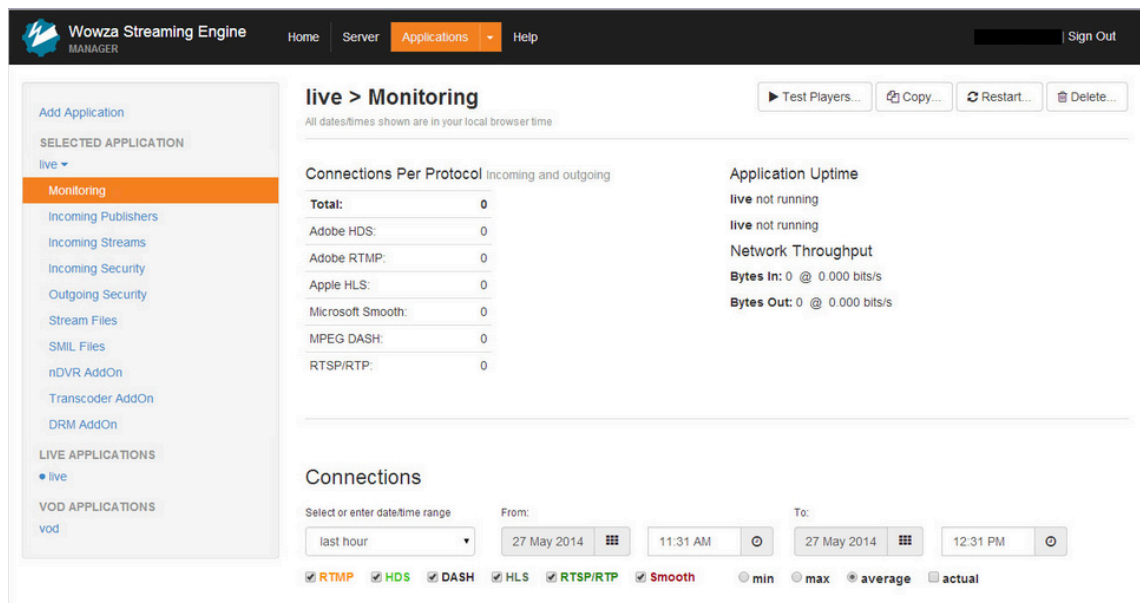 Wowza Streaming Engine
MANAGER
Home Server Applications Help
| Sign Out
Add Application
SELECTED APPLICATION
live
Monitoring
Incoming Publishers
Incoming Streams
Incoming Security
Outgoing Security
Stream Files
SMIL Files
nDVR AddOn
Transcoder AddOn
DRM AddOn
LIVE APPLICATIONS
live
VOD APPLICATIONS
vod
live > Monitoring
Test Players... Copy... Restart... Delete...
All dates/times shown are in your local browser time
Connections Per Protocol Incoming and outgoing
Total: 0
Adobe HDS: 0
Adobe RTMP: 0
Apple HLS: 0
Microsoft Smooth: 0
MPEG DASH: 0
RTSP/RTP: 0
Application Uptime
live not running
live not running
Network Throughput
Bytes In: 0 @ 0.000 bits/s
Bytes Out: 0 @ 0.000 bits/s
Connections
Select or enter date/time range From: To:
last hour 27 May 2014 11:31 AM 27 May 2014 12:31 PM
RTMP HDS DASH HLS RTSP/RTP Smooth min max average actual